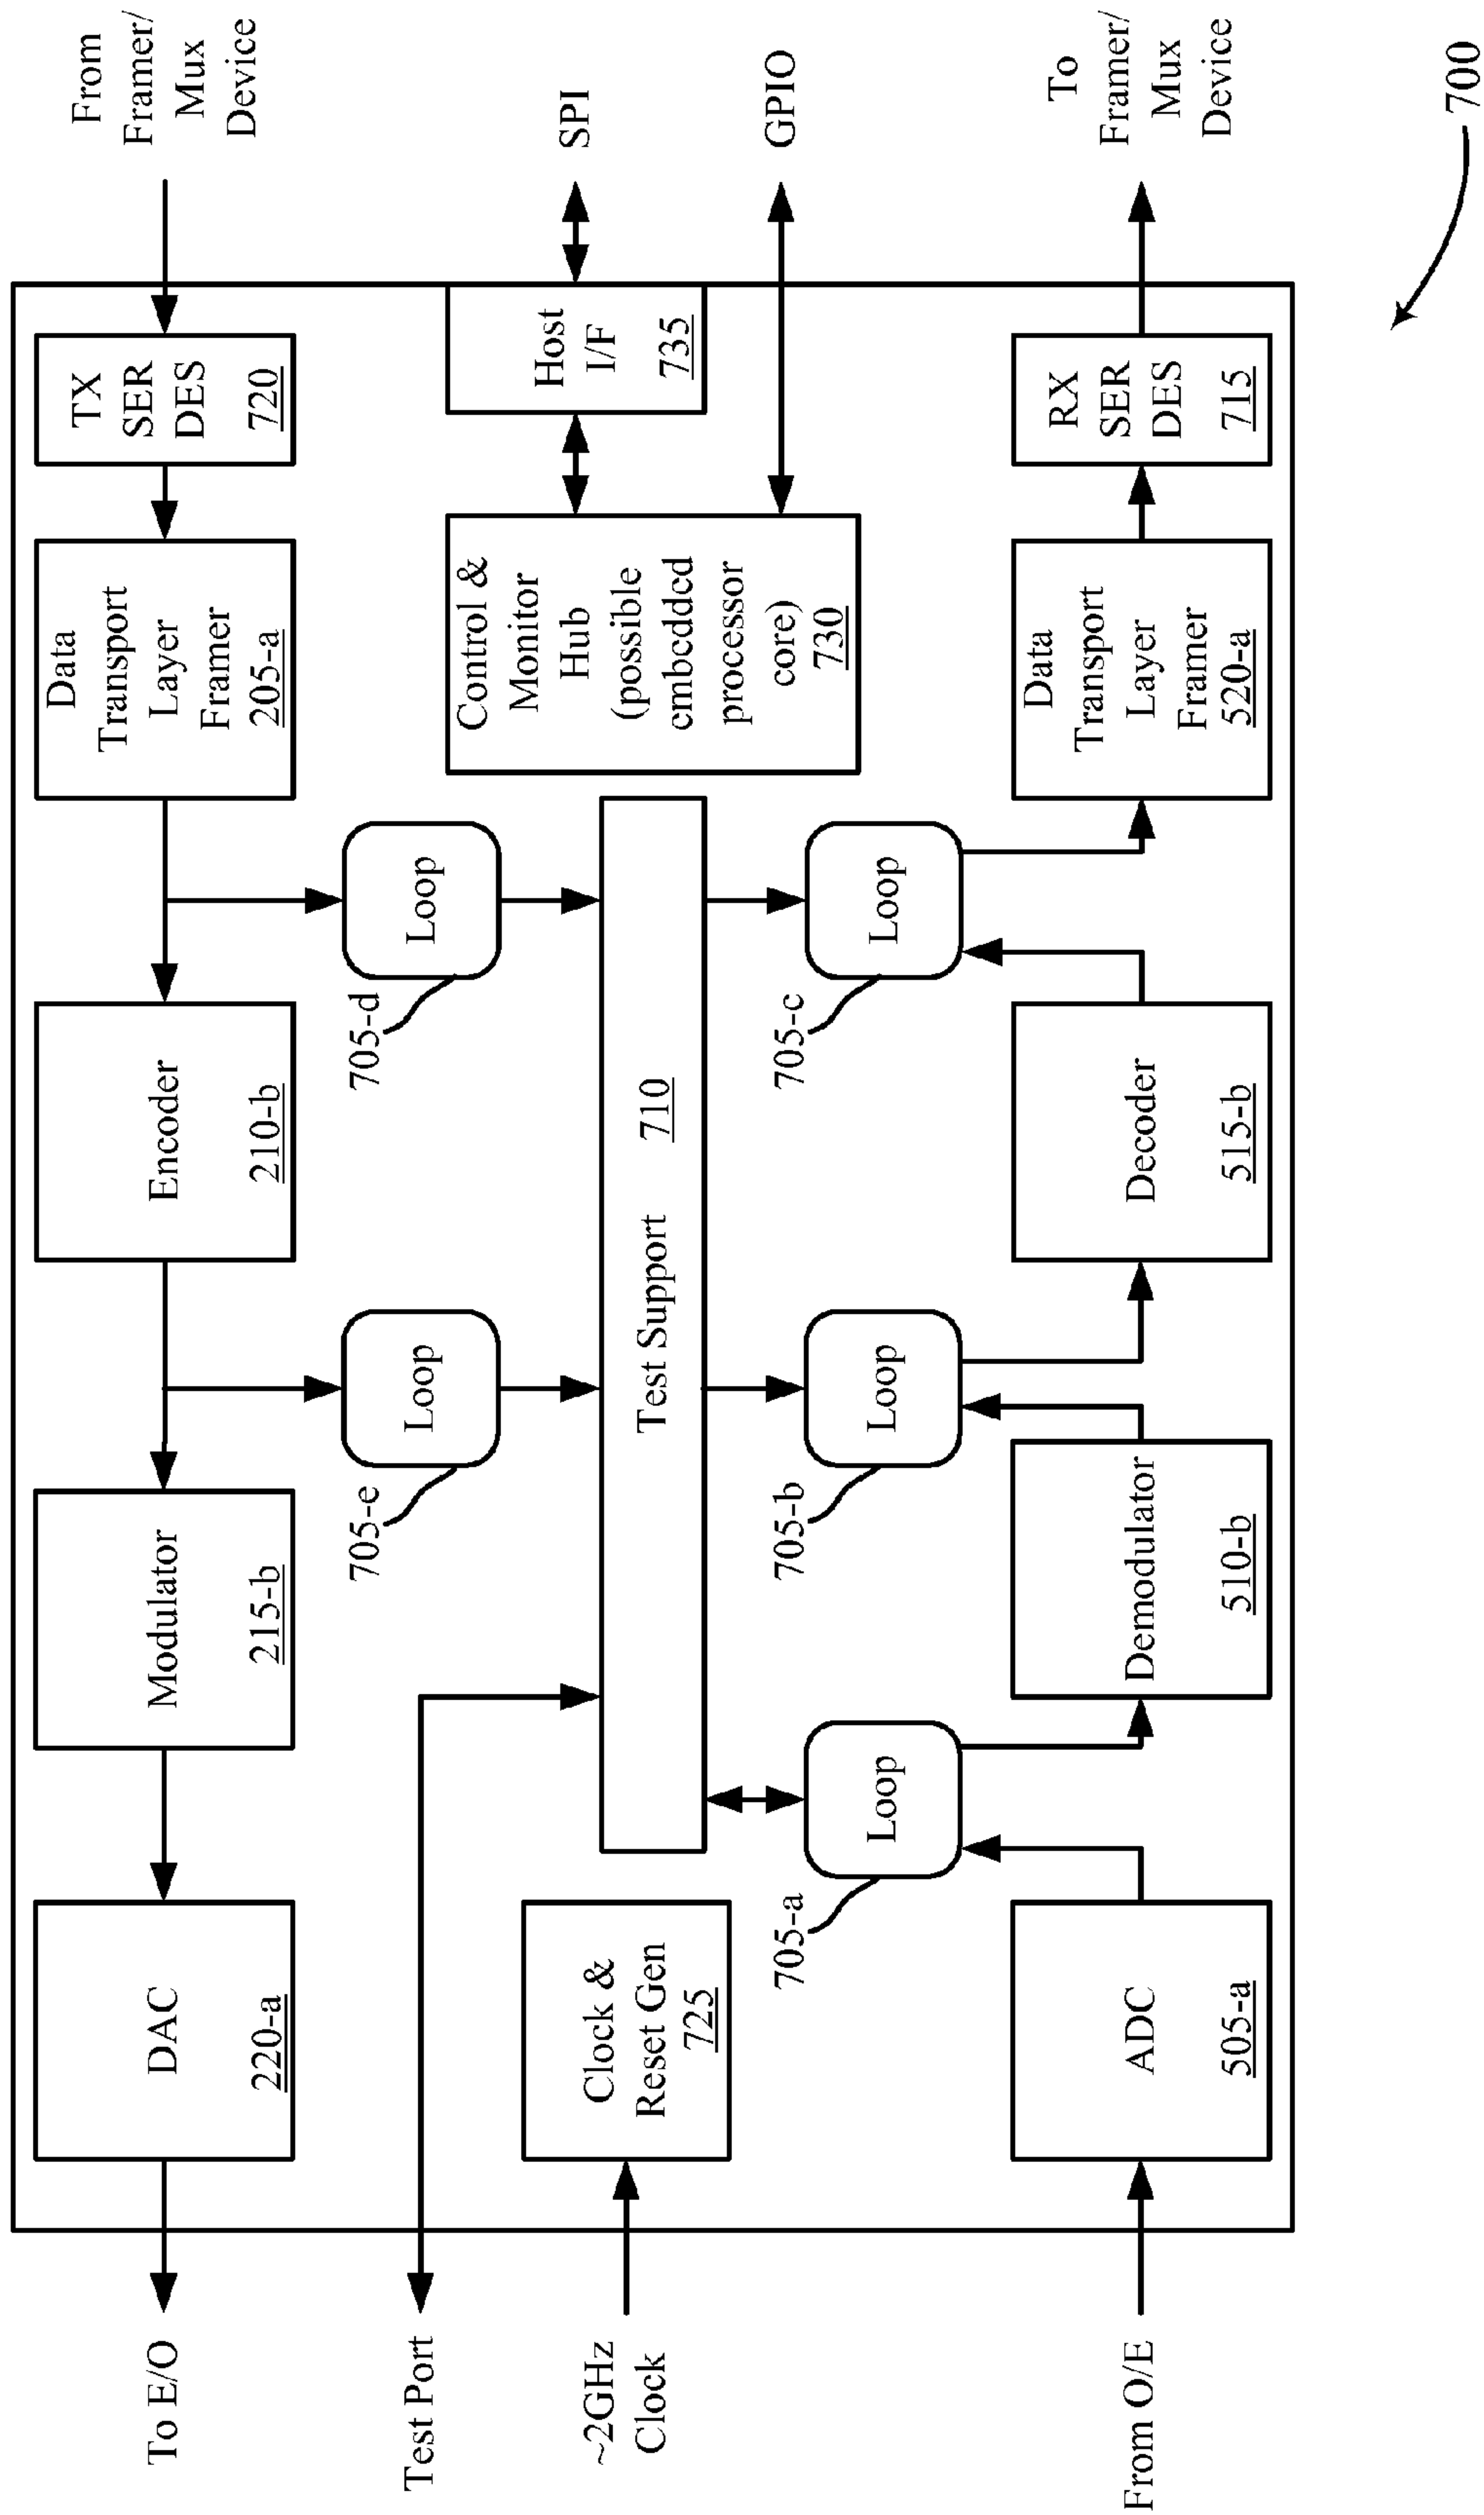 To E/O
DAC
220-a
Modulator
215-b
Encoder
210-b
Data
Transport
Layer
Framer
205-a
TX
SER
DES
720
From
Framer/
Mux
Device
Test Port
705-e
Loop
705-d
Loop
~2GHz
Clock
Clock &
Reset Gen
725
Test Support
710
Control &
Monitor
Hub
(possible
embedded
processor
core)
730
Host
I/F
735
SPI
GPIO
705-a
Loop
705-b
Loop
705-c
Loop
From O/E
ADC
505-a
Demodulator
510-b
Decoder
515-b
Data
Transport
Layer
Framer
520-a
RX
SER
DES
715
To
Framer/
Mux
Device
700